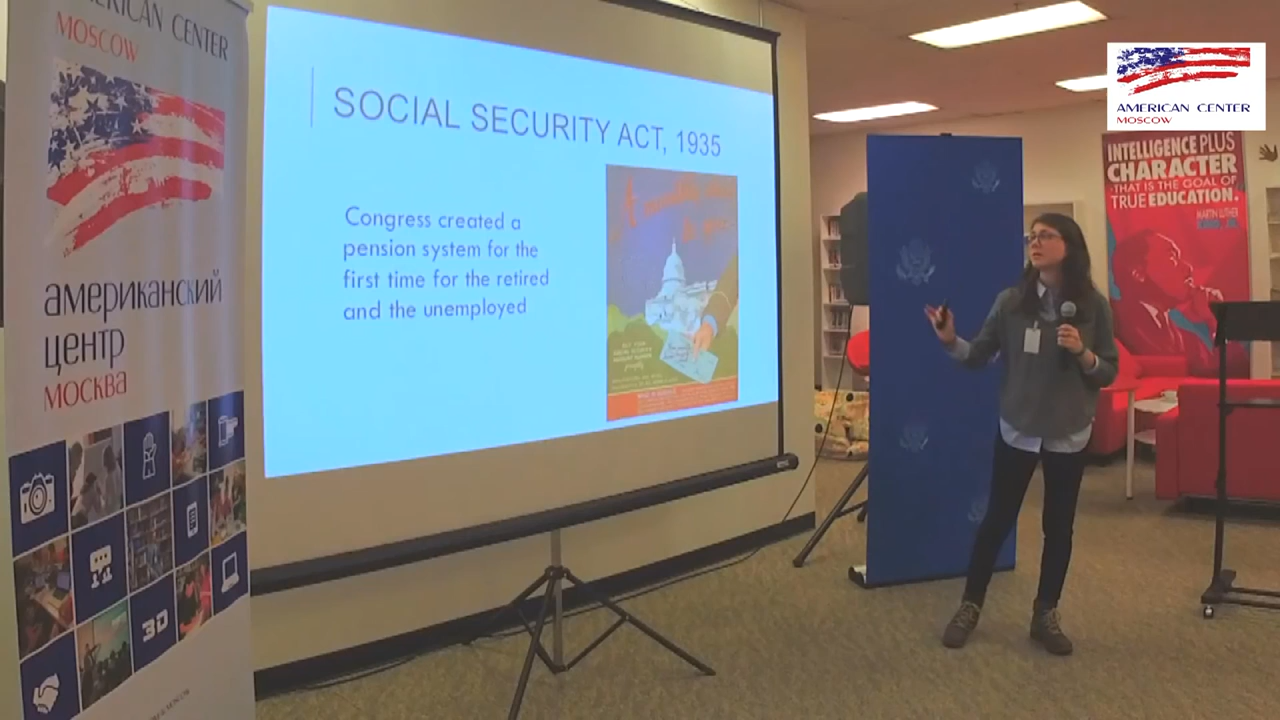 AMERICAN CENTER
MOSCOW
американский
центр
москва
3D
SOCIAL SECURITY ACT, 1935
Congress created a
pension system for the
first time for the retired
and the unemployed
AMERICAN CENTER
MOSCOW
INTELLIGENCE PLUS
CHARACTER
THAT IS THE GOAL OF
TRUE EDUCATION.
MARTIN LUTHER